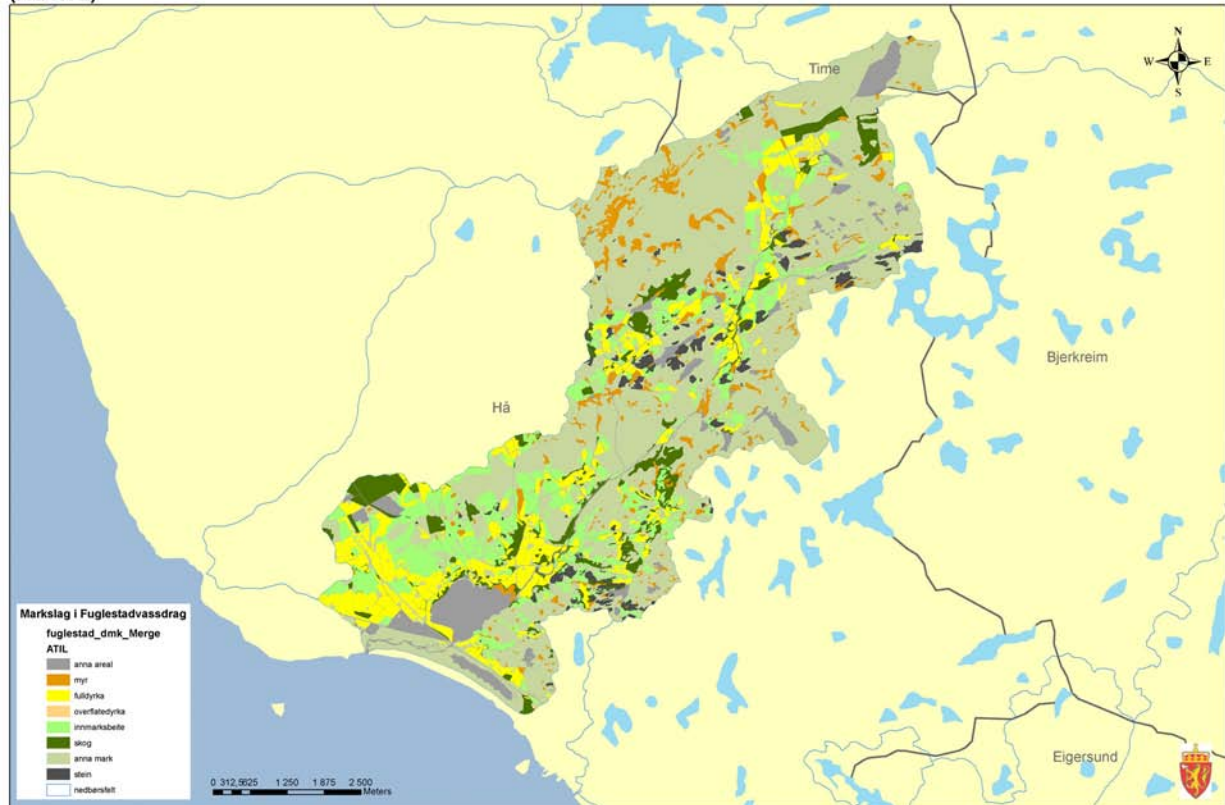 Time
N
W E
S
Bjerkreim
Hå
Markslag i Fuglestadvassdrag
fuglestad_dmk_Merge
ATIL
anna areal
myr
fulldyrka
overflatedyrka
innmarksbeite
skog
anna mark
stein
nedbørsfelt
0 312,5625 1 250 1 875 2 500
Meters
Eigersund